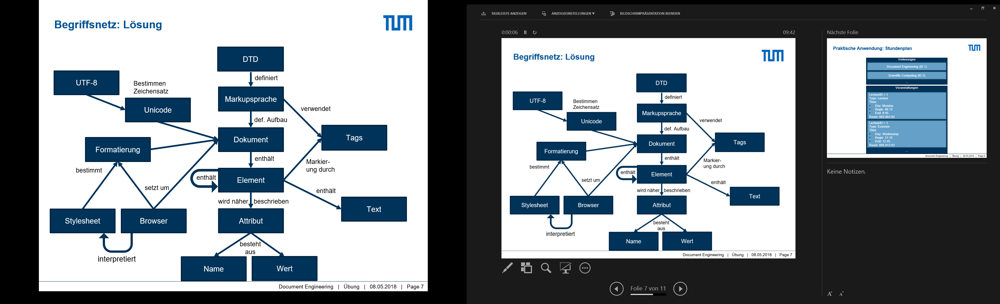 Begriffsnetz: Lösung
TUM
DTD
definiert
UTF-8
Bestimmen
Zeichensatz
Markupsprache
Unicode
verwendet
def. Aufbau
Dokument
Tags
Formatierung
enthält
Markier-
ung durch
bestimmt
enthält
Element
setzt um
enthält
wird näher beschrieben
Text
Stylesheet
Browser
Attribut
besteht
aus
interpretiert
Name
Wert
Document Engineering | Übung | 08.05.2018 | Page 7
TASKLEISTE ANZEIGEN
ANZEIGEEINSTELLUNGEN
BILDSCHIRMPRÄSENTATION BEENDEN
0:00:06
09:42
Begriffsnetz: Lösung
TUM
DTD
definiert
UTF-8
Bestimmen
Zeichensatz
Markupsprache
Unicode
verwendet
def. Aufbau
Dokument
Tags
Formatierung
enthält
Markier-
ung durch
bestimmt
enthält
Element
setzt um
enthält
wird näher beschrieben
Text
Stylesheet
Browser
Attribut
besteht
aus
interpretiert
Name
Wert
Document Engineering | Übung | 08.05.2018 | Page 7
Folie 7 von 11
Nächste Folie
Praktische Anwendung: Stundenplan
TUM
Vorlesungen
Document Engineering (ID 1)
Scientific Computing (ID 2)
...
Veranstaltungen
LectureID = 1
Type: Lecture
Time:
• Day: Monday
• Begin: 08:15
• End: 9:45
Room: 003.003.05
LectureID = 1
Type: Exercise
Time:
• Day: Wednesday
• Begin: 11:15
• End: 12:45
Room: 005.013.02
...
Document Engineering | Übung | 08.05.2018 | Page 8
Keine Notizen.
A A